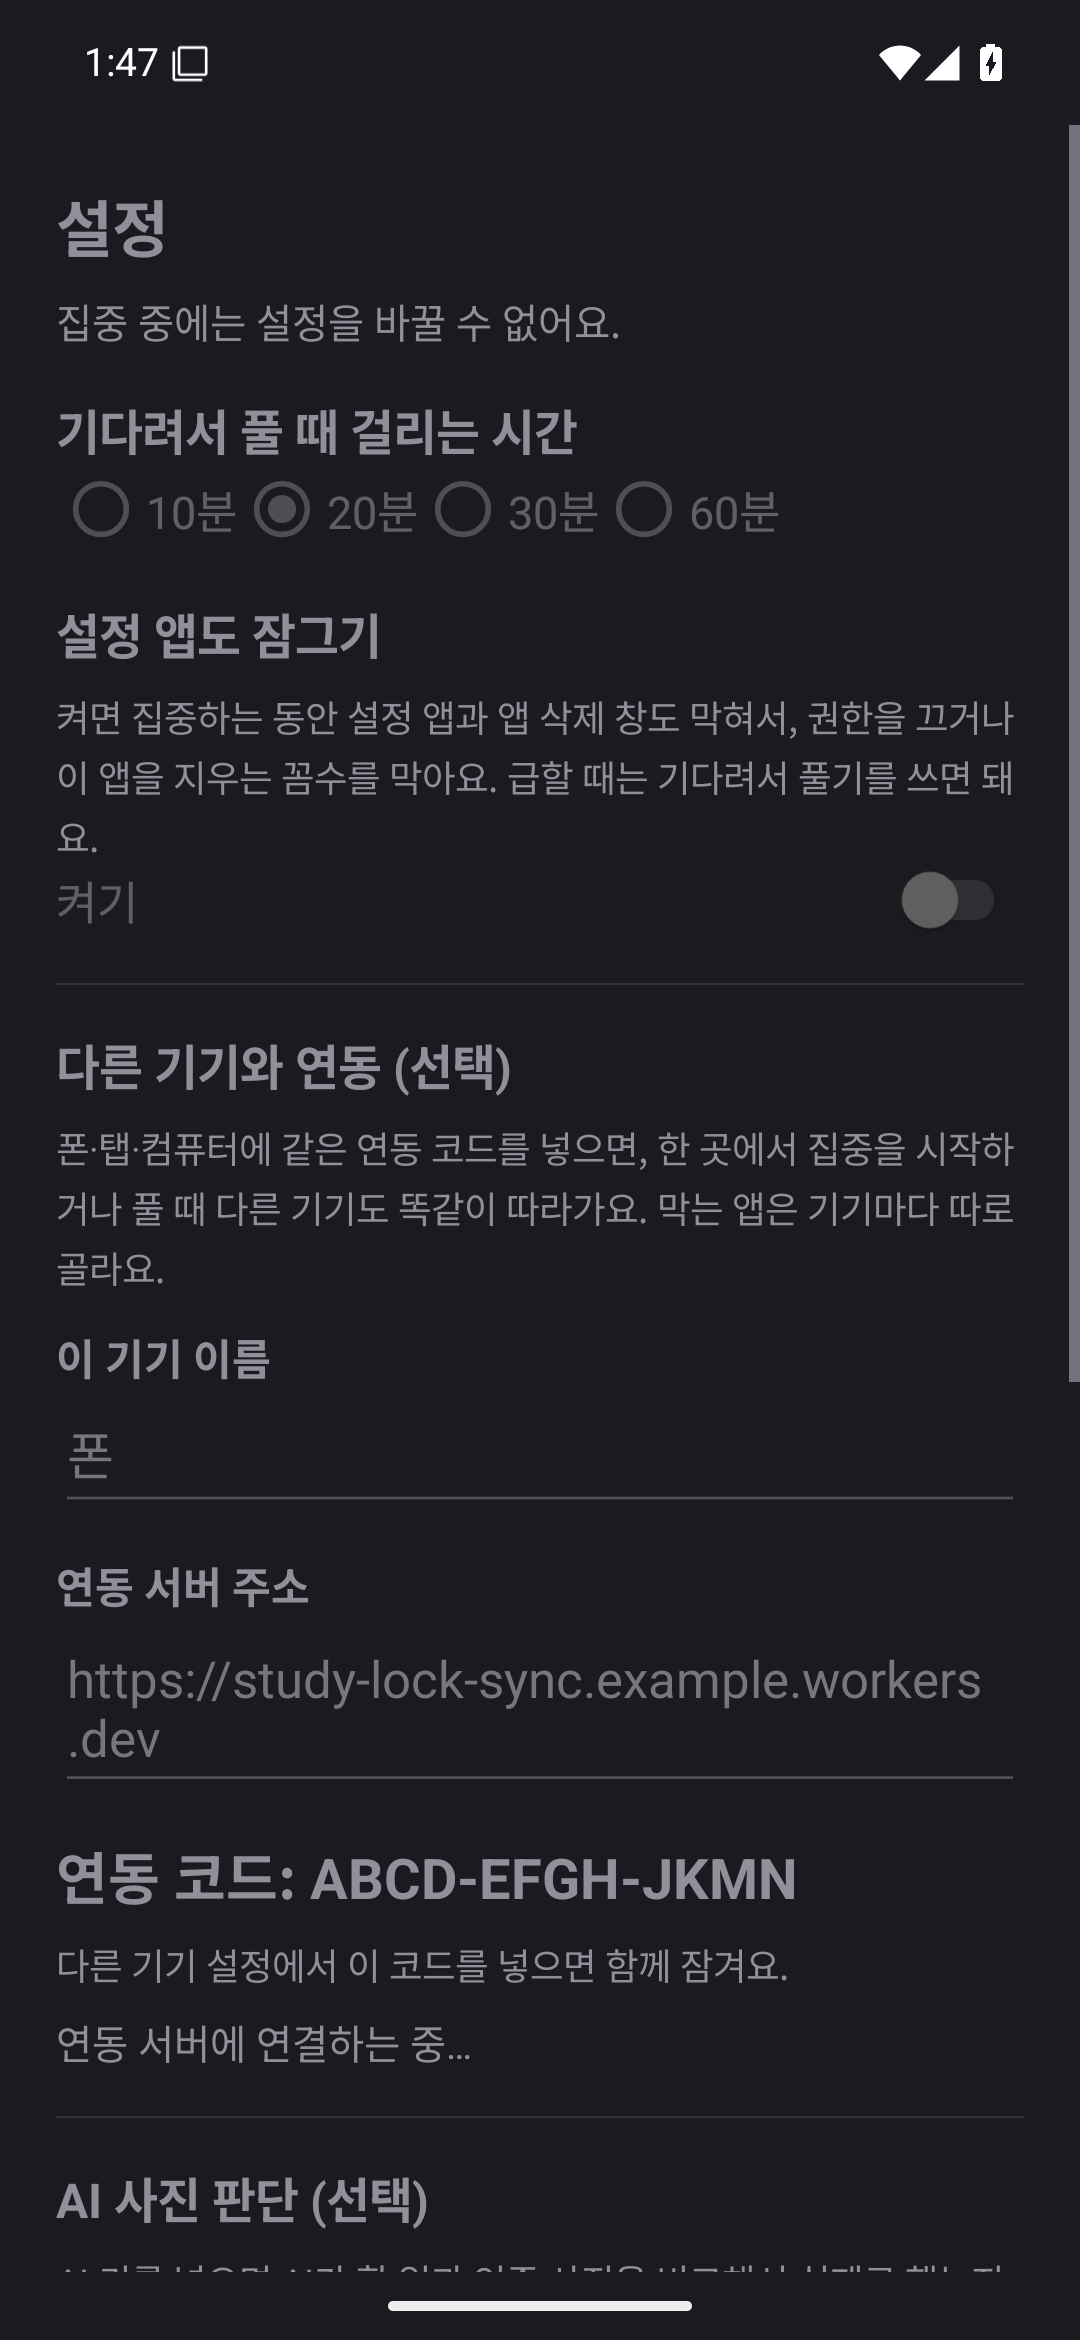 1:47
설정
집중 중에는 설정을 바꿀 수 없어요.
기다려서 풀 때 걸리는 시간
10분 20분 30분 60분
설정 앱도 잠그기
켜면 집중하는 동안 설정 앱과 앱 삭제 창도 막혀서, 권한을 끄거나
이 앱을 지우는 꼼수를 막아요. 급할 때는 기다려서 풀기를 쓰면 돼
요.
켜기
다른 기기와 연동 (선택)
폰·탭·컴퓨터에 같은 연동 코드를 넣으면, 한 곳에서 집중을 시작하
거나 풀 때 다른 기기도 똑같이 따라가요. 막는 앱은 기기마다 따로
골라요.
이 기기 이름
폰
연동 서버 주소
https://study-lock-sync.example.workers
.dev
연동 코드: ABCD-EFGH-JKMN
다른 기기 설정에서 이 코드를 넣으면 함께 잠겨요.
연동 서버에 연결하는 중…
AI 사진 판단 (선택)